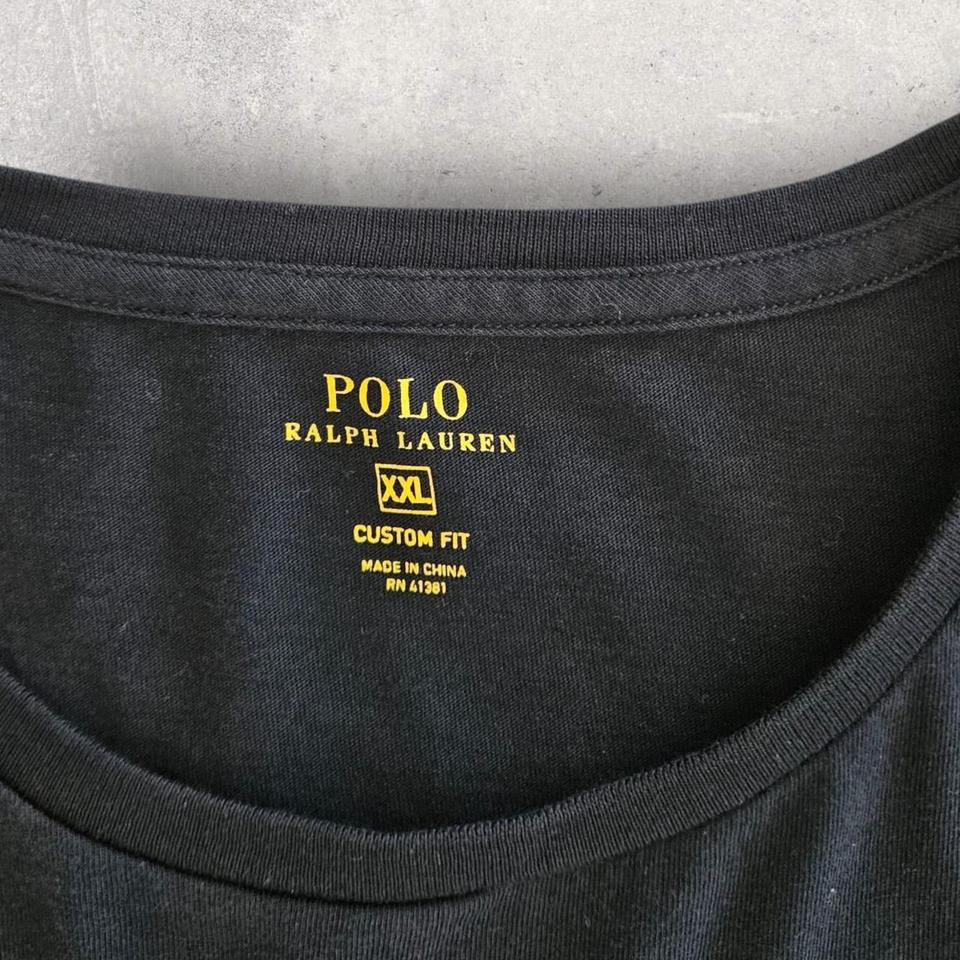 POLO
RALPH LAUREN
XXL
CUSTOM FIT
MADE IN CHINA
RN 41381